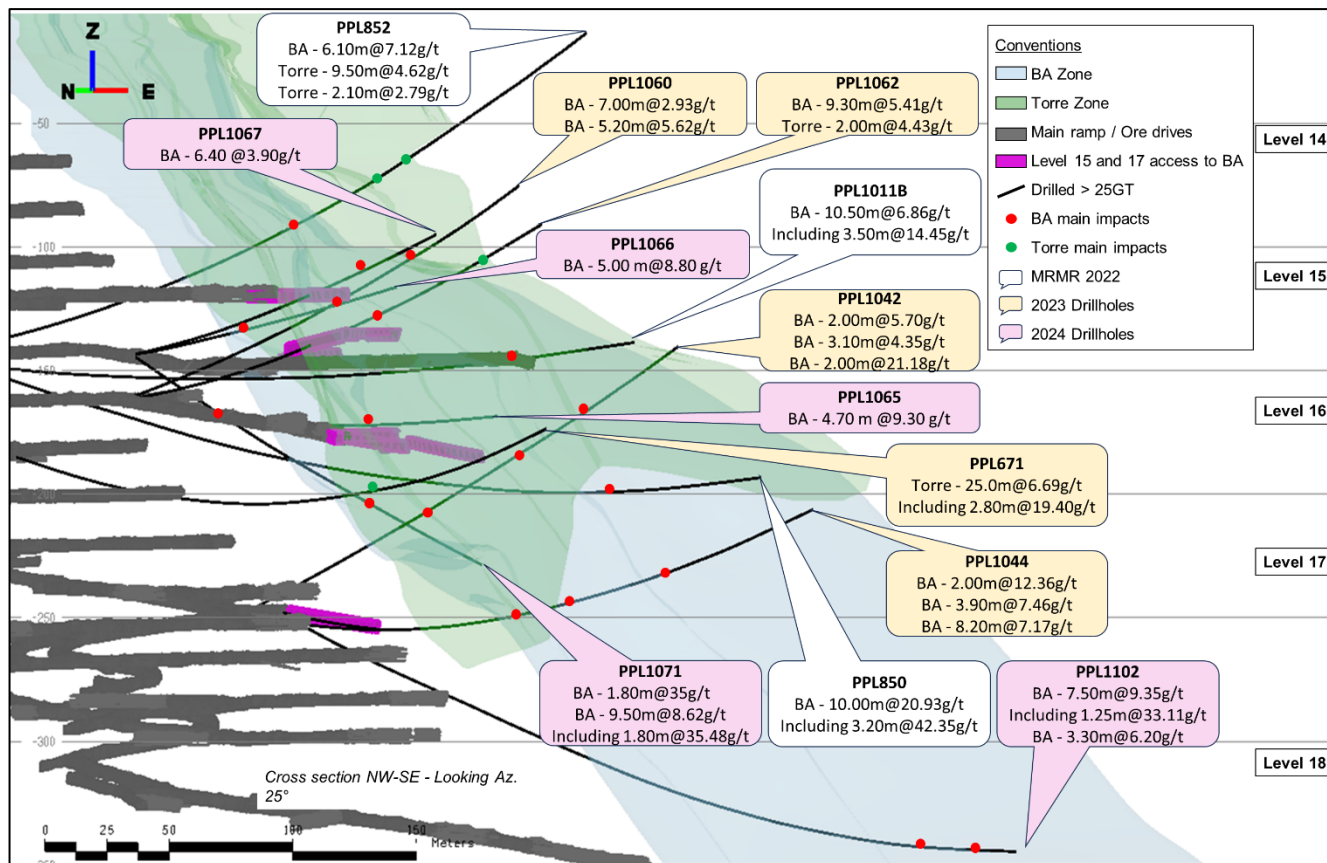 PPL852
BA - 6.10m@7.12g/t
Torre - 9.50m@4.62g/t
Torre - 2.10m@2.79g/t
Z
N
E
PPL1060
BA - 7.00m@2.93g/t
BA - 5.20m@5.62g/t
PPL1062
BA - 9.30m@5.41g/t
Torre - 2.00m@4.43g/t
Conventions
BA Zone
Torre Zone
Main ramp / Ore drives
Level 15 and 17 access to BA
Drilled > 25GT
BA main impacts
Torre main impacts
MRMR 2022
2023 Drillholes
2024 Drillholes
-50
Level 14
PPL1067
BA - 6.40 @3.90g/t
PPL1011B
BA - 10.50m@6.86g/t
Including 3.50m@14.45g/t
PPL1066
BA - 5.00 m@8.80 g/t
-100
Level 15
PPL1042
BA - 2.00m@5.70g/t
BA - 3.10m@4.35g/t
BA - 2.00m@21.18g/t
-150
PPL1065
BA - 4.70 m @9.30 g/t
Level 16
PPL671
Torre - 25.0m@6.69g/t
Including 2.80m@19.40g/t
-200
PPL1044
BA - 2.00m@12.36g/t
BA - 3.90m@7.46g/t
BA - 8.20m@7.17g/t
Level 17
-250
PPL1071
BA - 1.80m@35g/t
BA - 9.50m@8.62g/t
Including 1.80m@35.48g/t
PPL850
BA - 10.00m@20.93g/t
Including 3.20m@42.35g/t
PPL1102
BA - 7.50m@9.35g/t
Including 1.25m@33.11g/t
BA - 3.30m@6.20g/t
-300
Level 18
Cross section NW-SE - Looking Az.
25°
0 25 50 100 150
Meters